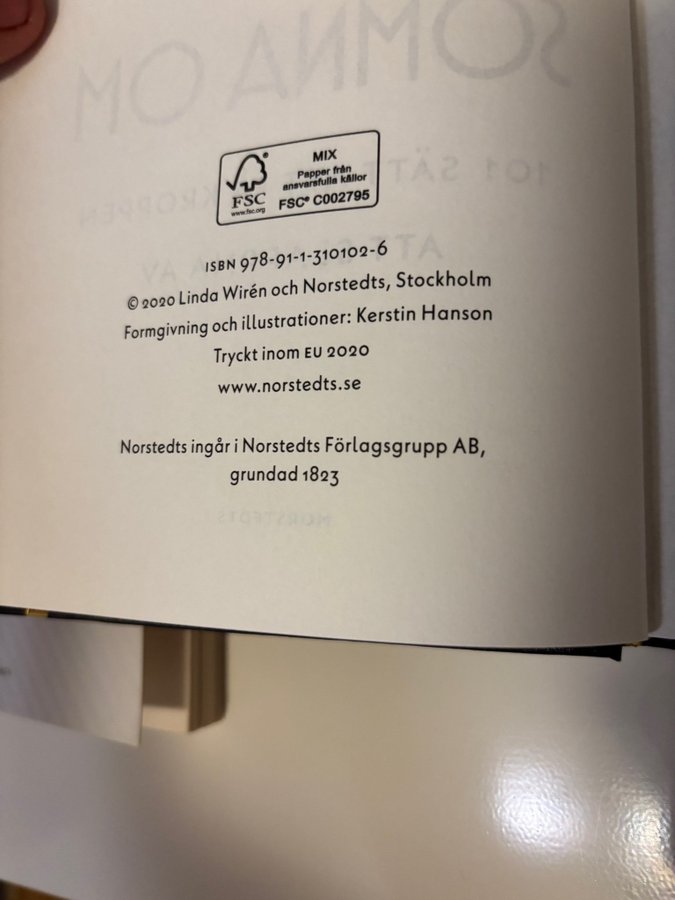 FSC®
www.fsc.org
MIX
Papper från
ansvarsfulla källor
FSC® C002795
ISBN 978-91-1-310102-6
© 2020 Linda Wirén och Norstedts, Stockholm
Formgivning och illustrationer: Kerstin Hanson
Tryckt inom EU 2020
www.norstedts.se
Norstedts ingår i Norstedts Förlagsgrupp AB,
grundad 1823